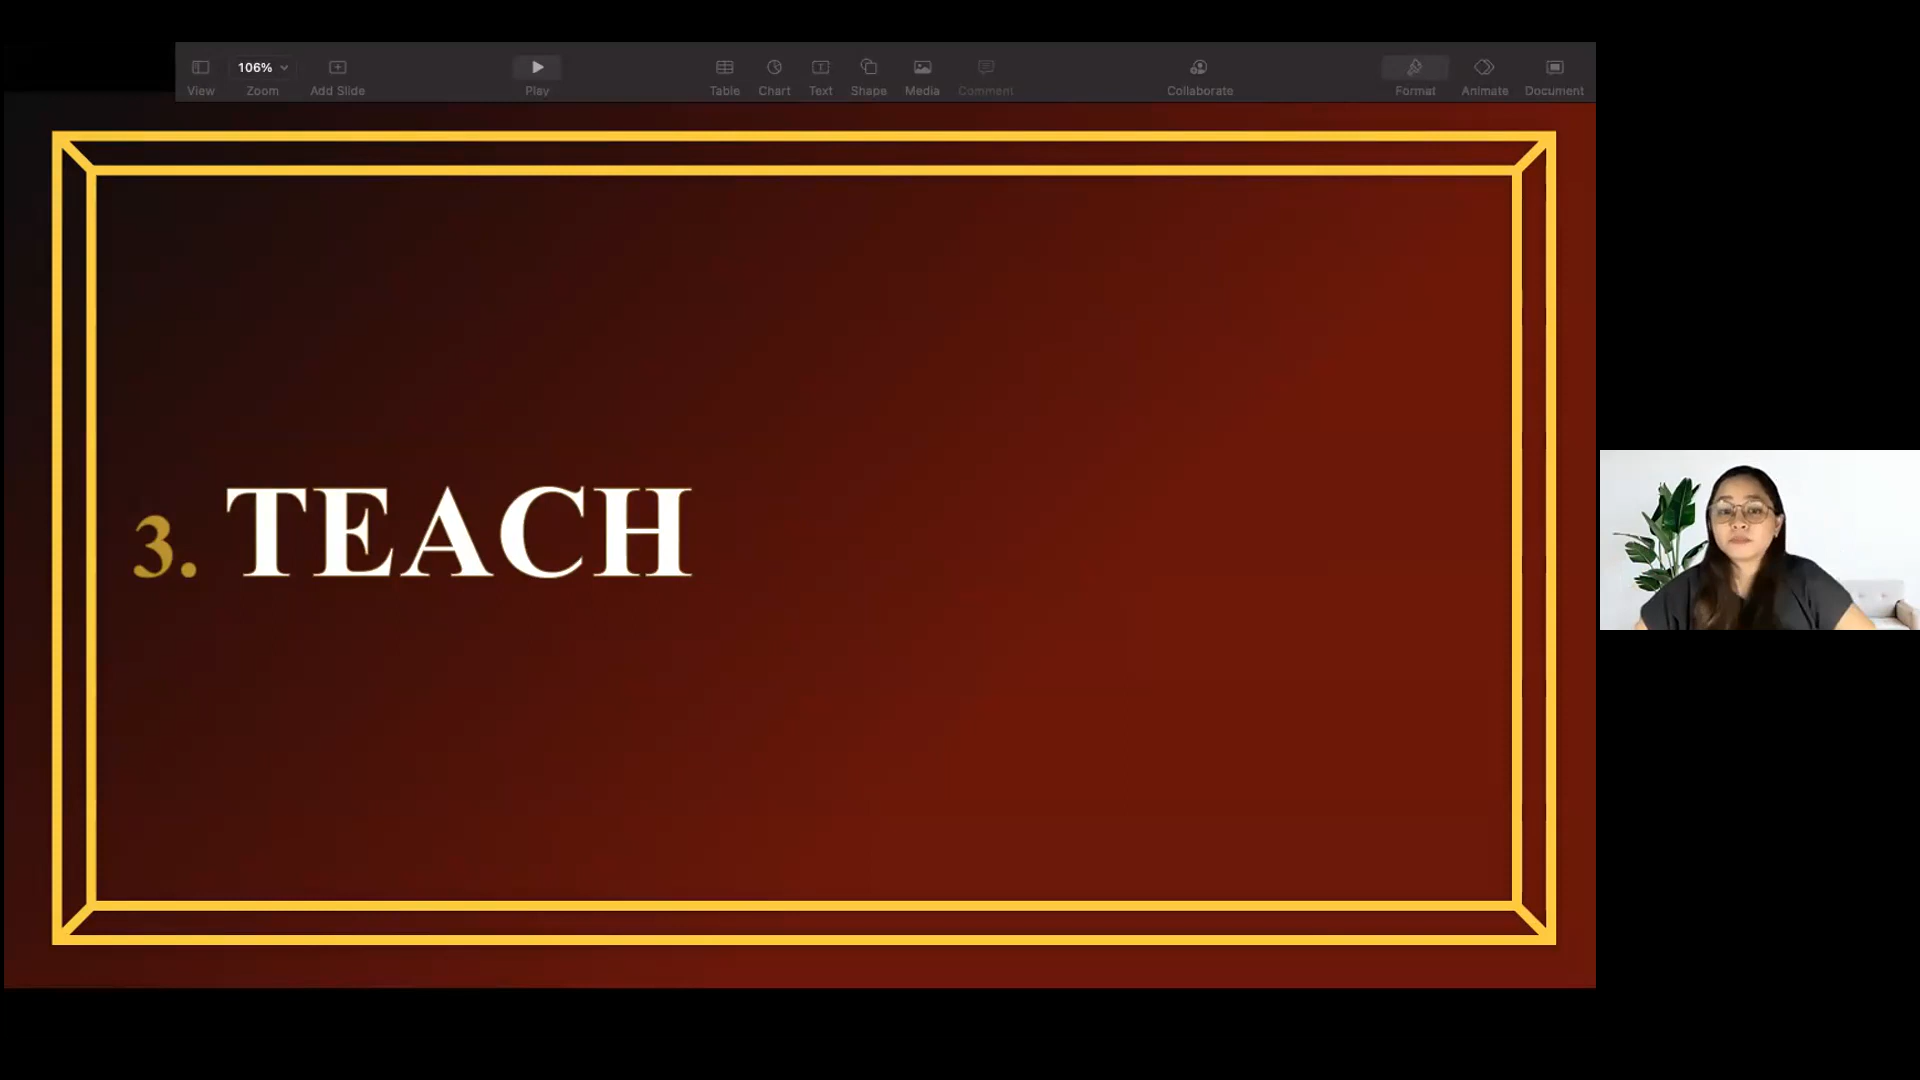 106%
View Zoom Add Slide Play Table Chart Text Shape Media Comment Collaborate Format Animate Document
3. TEACH